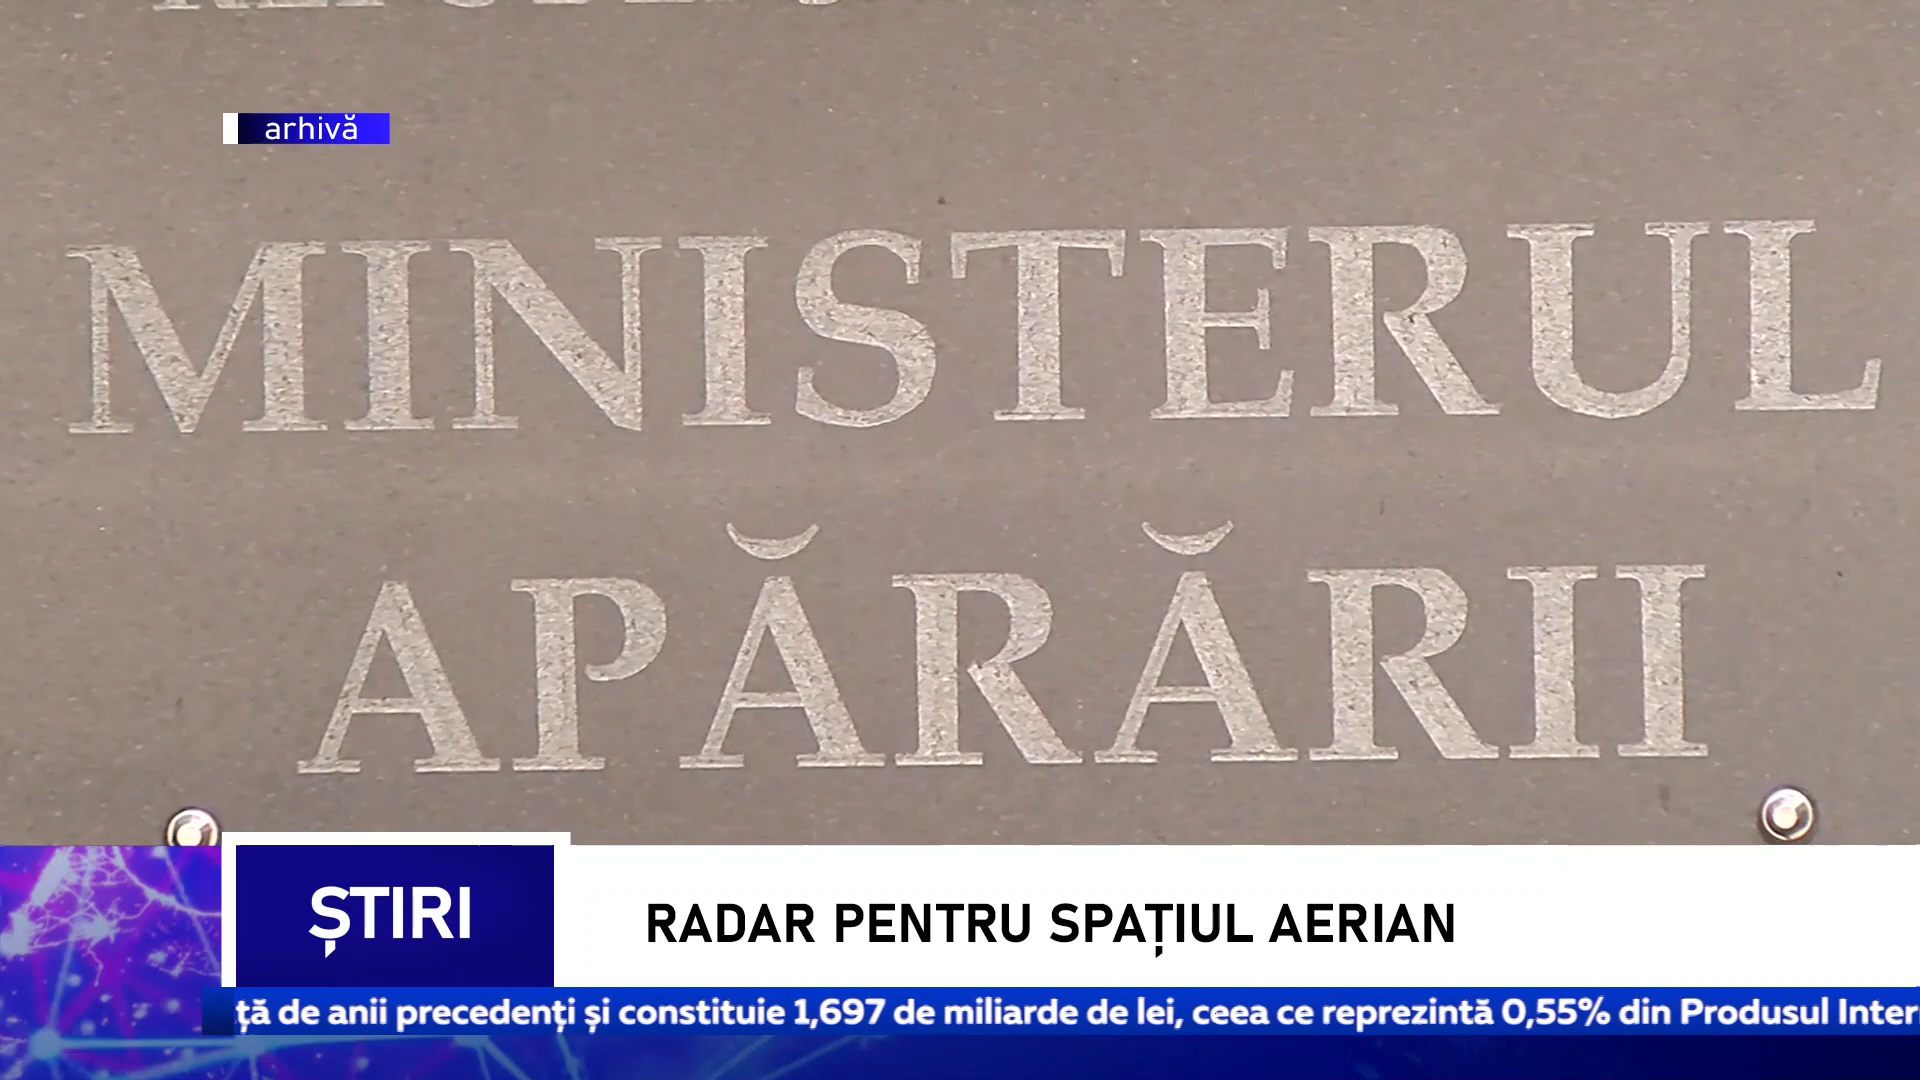 arhivă
MINISTERUL
APĂRĂRII
ȘTIRI
RADAR PENTRU SPAȚIUL AERIAN
ță de anii precedenți și constituie 1,697 de miliarde de lei, ceea ce reprezintă 0,55% din Produsul Inter